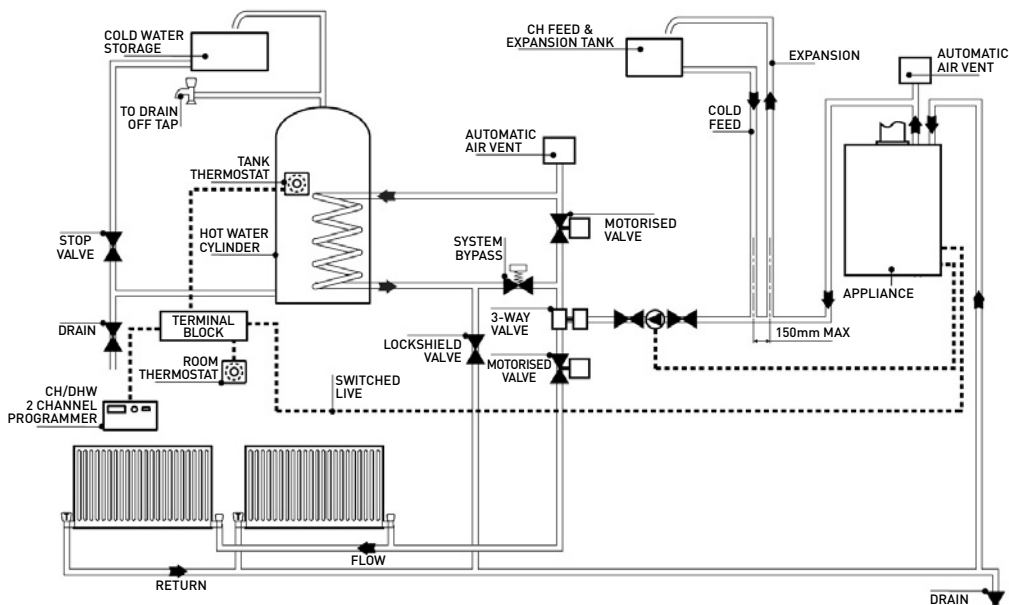 COLD WATER
STORAGE
TO DRAIN
OFF TAP
TANK
THERMOSTAT
HOT WATER
CYLINDER
STOP
VALVE
DRAIN
TERMINAL
BLOCK
ROOM
THERMOSTAT
CH/DHW
2 CHANNEL
PROGRAMMER
SWITCHED
LIVE
AUTOMATIC
AIR VENT
SYSTEM
BYPASS
MOTORISED
VALVE
3-WAY
VALVE
LOCKSHIELD
VALVE
MOTORISED
VALVE
CH FEED &
EXPANSION TANK
EXPANSION
COLD
FEED
AUTOMATIC
AIR VENT
APPLIANCE
150mm MAX
FLOW
RETURN
DRAIN